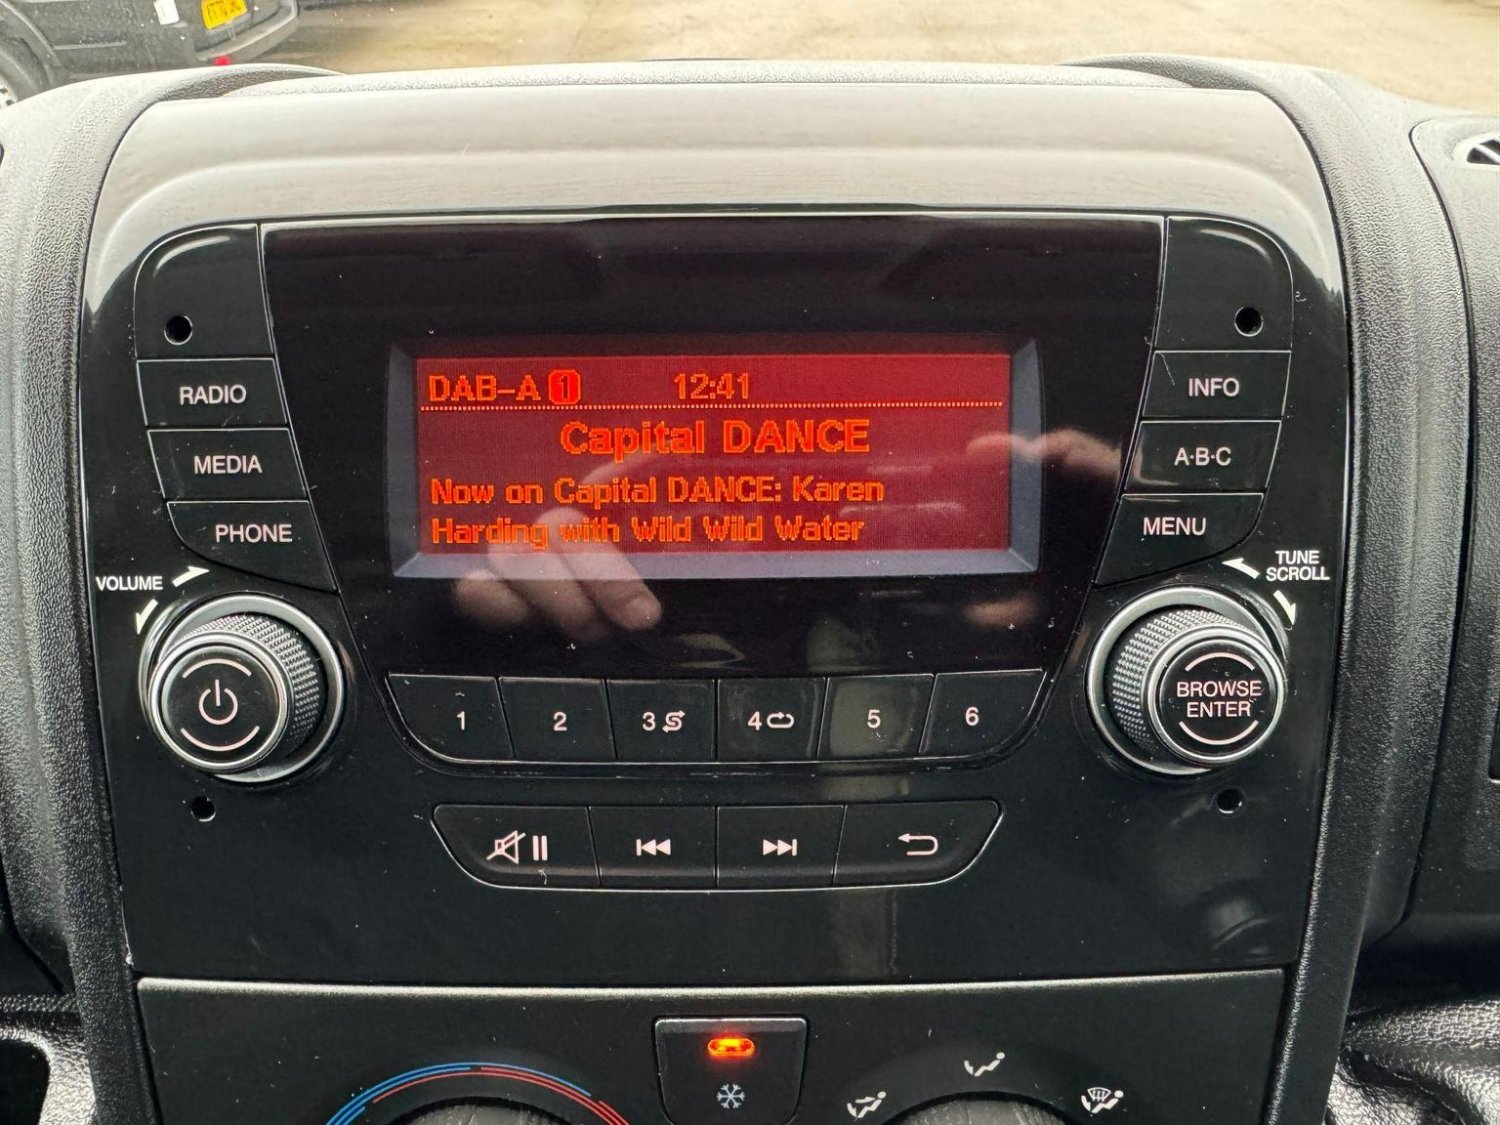 DAB-A 1 12:41
Capital DANCE
Now on Capital DANCE: Karen
Harding with Wild Wild Water
RADIO
MEDIA
PHONE
INFO
A·B·C
MENU
VOLUME
TUNE
SCROLL
BROWSE
ENTER
1 2 3 4 5 6